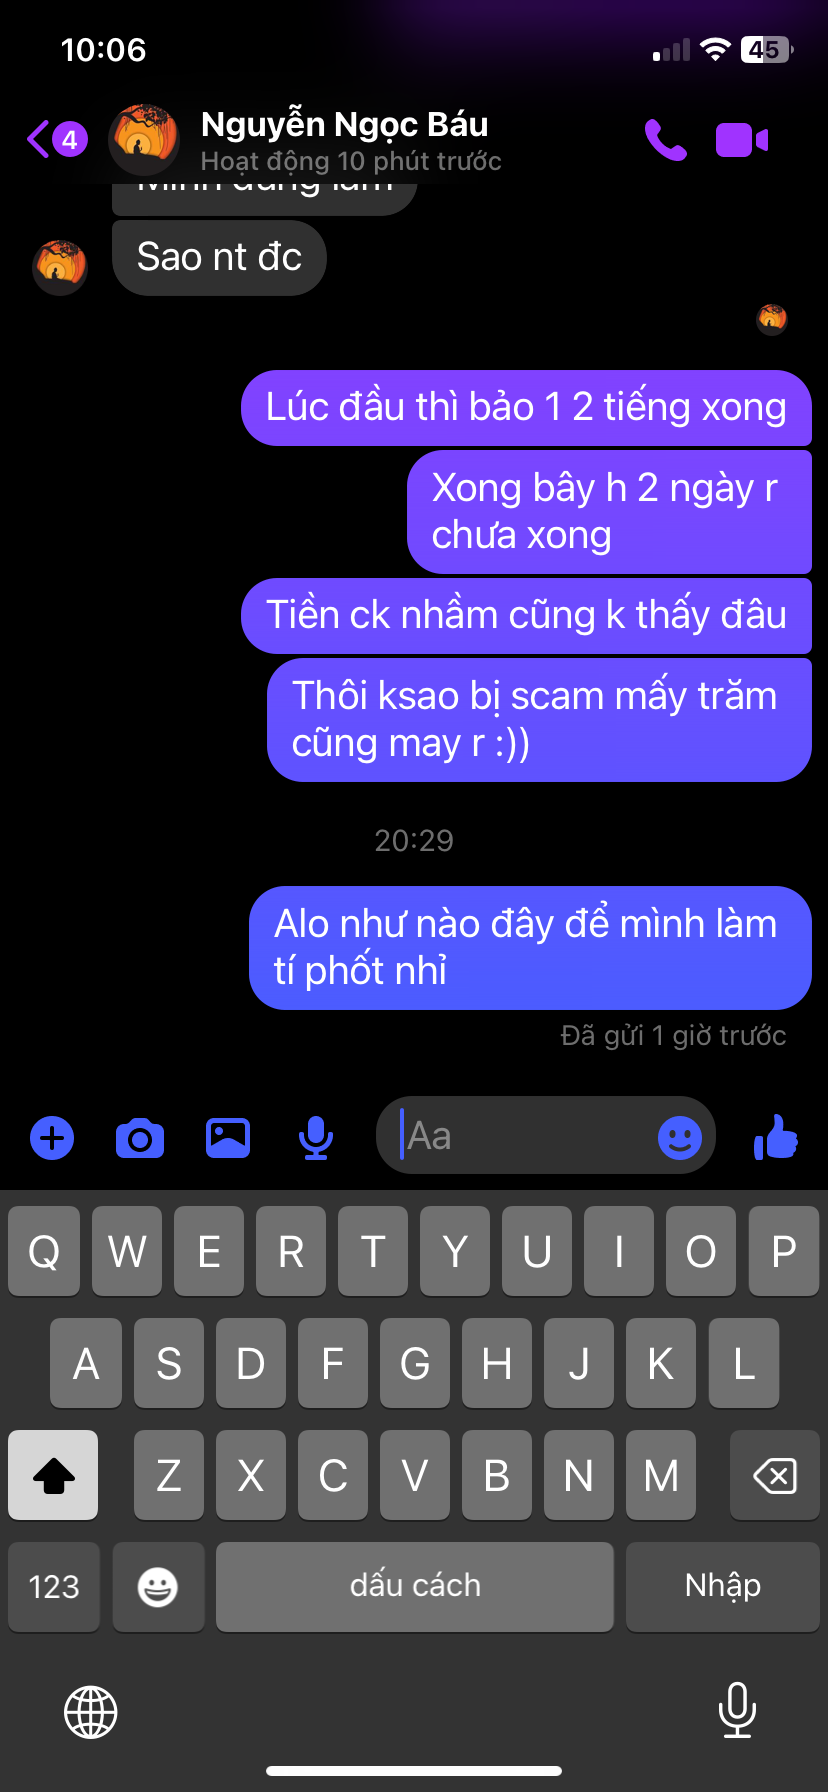 10:06
45
4
Nguyễn Ngọc Báu
Hoạt động 10 phút trước
Mình đang làm
Sao nt đc
Lúc đầu thì bảo 1 2 tiếng xong
Xong bây h 2 ngày r
chưa xong
Tiền ck nhầm cũng k thấy đâu
Thôi ksao bị scam mấy trăm
cũng may r :))
20:29
Alo như nào đây để mình làm
tí phốt nhỉ
Đã gửi 1 giờ trước
Aa
Q W E R T Y U I O P
A S D F G H J K L
Z X C V B N M
123 dấu cách Nhập